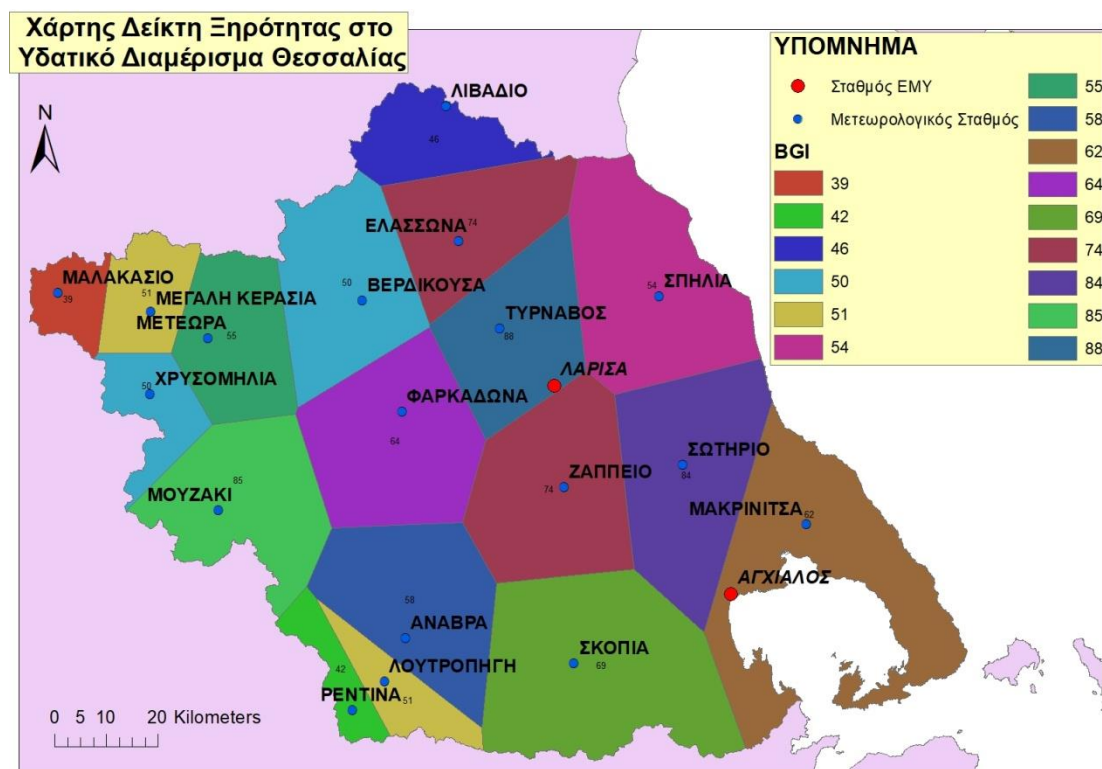 Χάρτης Δείκτη Ξηρότητας στο
Υδατικό Διαμέρισμα Θεσσαλίας
N
ΥΠΟΜΝΗΜΑ
Σταθμός ΕΜΥ
Μετεωρολογικός Σταθμός
BGI
39
42
46
50
51
54
55
58
62
64
69
74
84
85
88
ΛΙΒΑΔΙΟ
46
ΕΛΑΣΣΩΝΑ 74
ΜΑΛΑΚΑΣΙΟ
39
51
ΜΕΓΑΛΗ ΚΕΡΑΣΙΑ
ΜΕΤΕΩΡΑ
55
50
ΒΕΡΔΙΚΟΥΣΑ
54
ΣΠΗΛΙΑ
ΤΥΡΝΑΒΟΣ
88
ΛΑΡΙΣΑ
ΧΡΥΣΟΜΗΛΙΑ
50
ΦΑΡΚΑΔΩΝΑ
64
ΣΩΤΗΡΙΟ
84
ΖΑΠΠΕΙΟ
74
85
ΜΟΥΖΑΚΙ
ΜΑΚΡΙΝΙΤΣΑ 62
ΑΓΧΙΑΛΟΣ
58
ΑΝΑΒΡΑ
ΣΚΟΠΙΑ
69
42
ΛΟΥΤΡΟΠΗΓΗ
ΡΕΝΤΙΝΑ 51
0 5 10 20 Kilometers